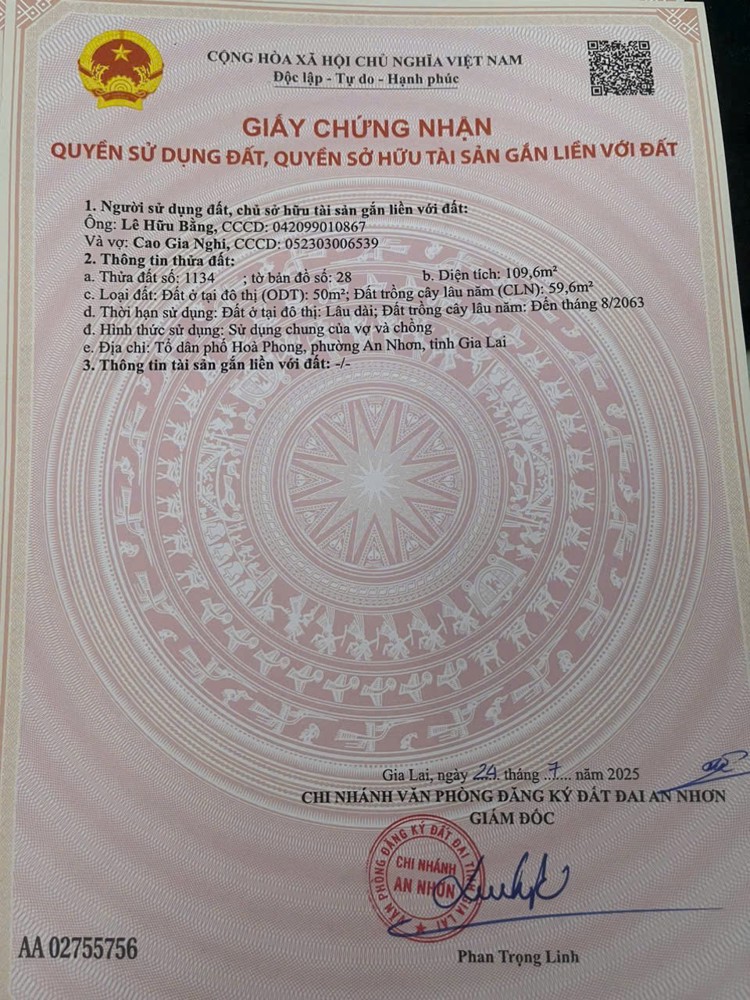 CỘNG HÒA XÃ HỘI CHỦ NGHĨA VIỆT NAM
Độc lập - Tự do - Hạnh phúc
GIẤY CHỨNG NHẬN
QUYỀN SỬ DỤNG ĐẤT, QUYỀN SỞ HỮU TÀI SẢN GẮN LIỀN VỚI ĐẤT
1. Người sử dụng đất, chủ sở hữu tài sản gắn liền với đất:
Ông: Lê Hữu Bằng, CCCD: 042099010867
Và vợ: Cao Gia Nghi, CCCD: 052303006539
2. Thông tin thửa đất:
a. Thửa đất số: 1134 ; tờ bản đồ số: 28 b. Diện tích: 109,6m²
c. Loại đất: Đất ở tại đô thị (ODT): 50m²; Đất trồng cây lâu năm (CLN): 59,6m²
d. Thời hạn sử dụng: Đất ở tại đô thị: Lâu dài; Đất trồng cây lâu năm: Đến tháng 8/2063
đ. Hình thức sử dụng: Sử dụng chung của vợ và chồng
e. Địa chỉ: Tổ dân phố Hoà Phong, phường An Nhơn, tỉnh Gia Lai
3. Thông tin tài sản gắn liền với đất: -/-
Gia Lai, ngày 24 tháng ..7.... năm 2025
CHI NHÁNH VĂN PHÒNG ĐĂNG KÝ ĐẤT ĐAI AN NHƠN
GIÁM ĐỐC
VĂN PHÒNG ĐĂNG KÝ ĐẤT ĐAI TỈNH GIA LAI
CHI NHÁNH
AN NHƠN
AA 02755756
Phan Trọng Linh